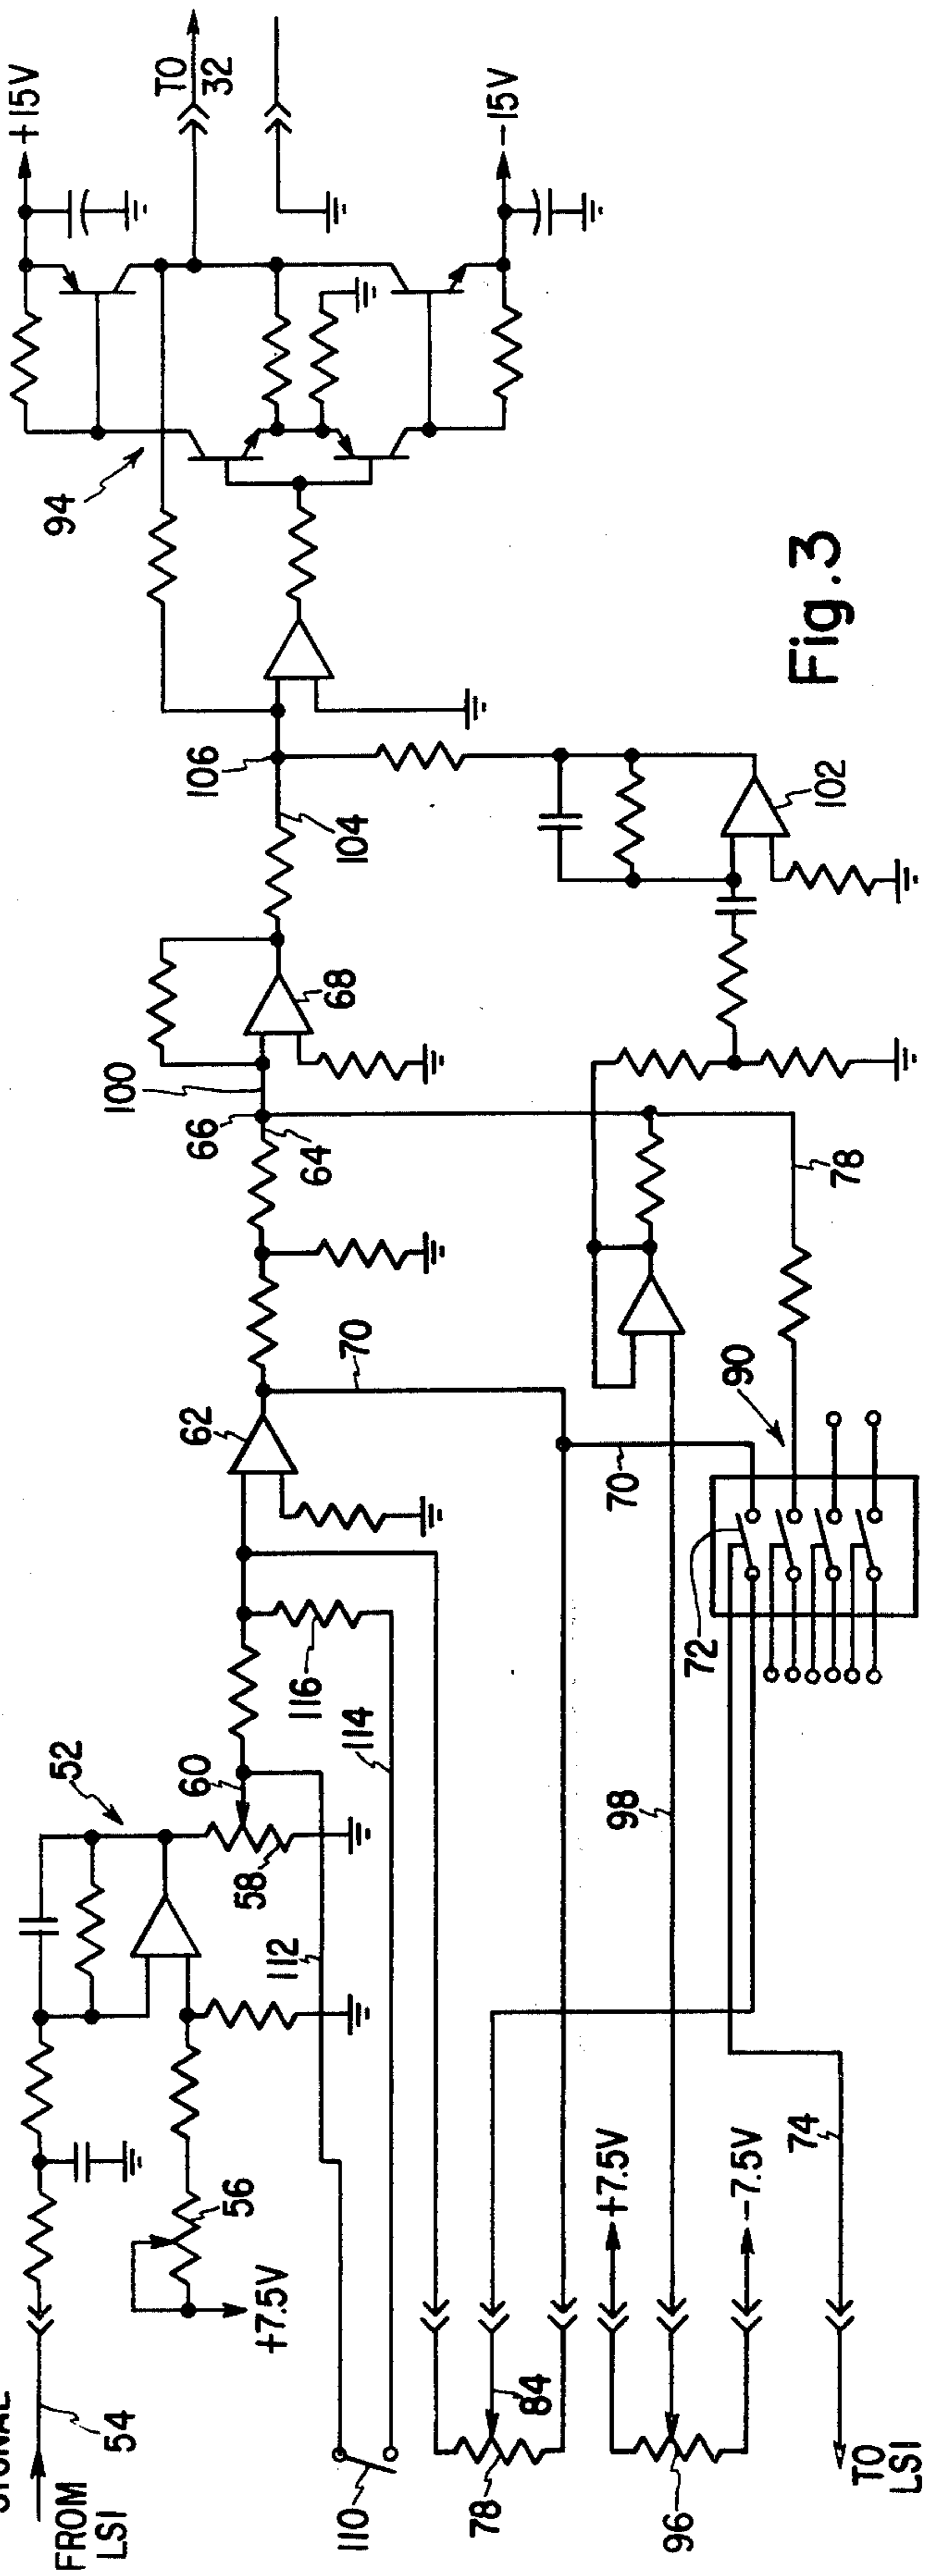 SIGNAL
FROM
LSI
54
+7.5V
56
52
58
60
112
110
114
116
62
64
66
100
68
104
106
94
+15V
TO
32
-15V
70
78
84
96
+7.5V
-7.5V
98
74
TO
LSI
72
70
90
78
102
Fig.3